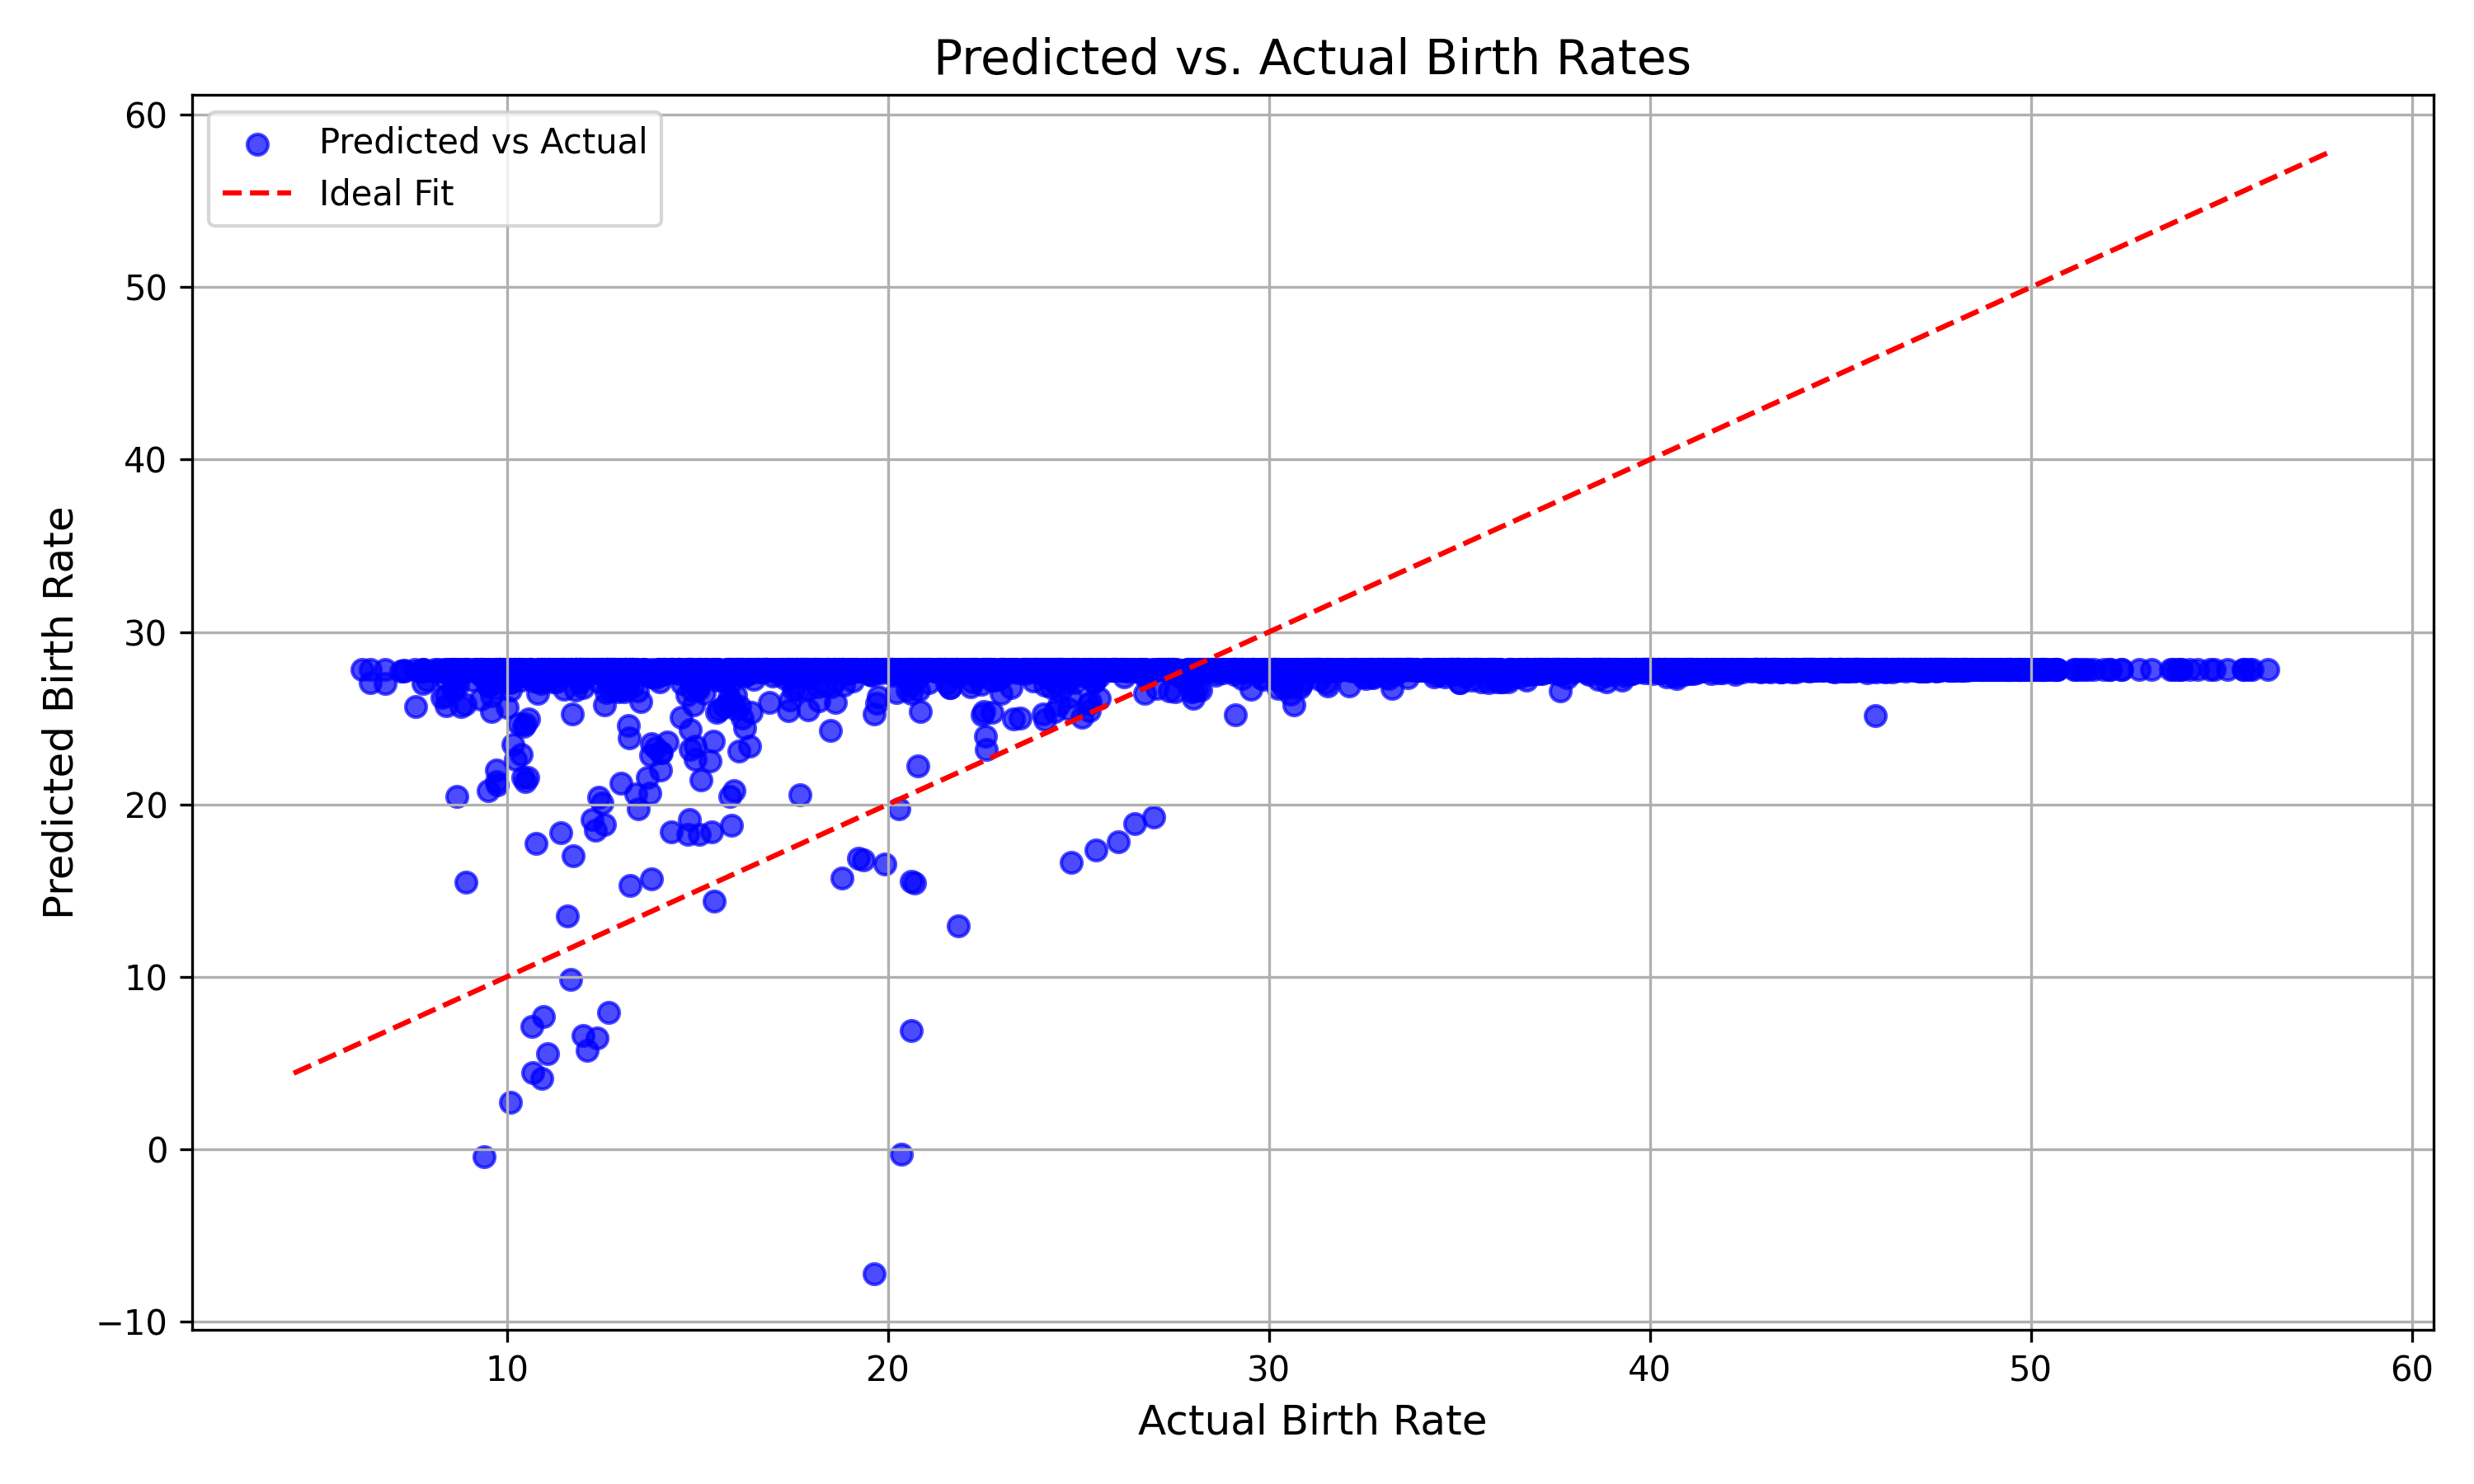 Predicted vs. Actual Birth Rates
Predicted vs Actual
Ideal Fit
60
50
40
30
20
10
0
−10
Predicted Birth Rate
10
20
30
40
50
60
Actual Birth Rate